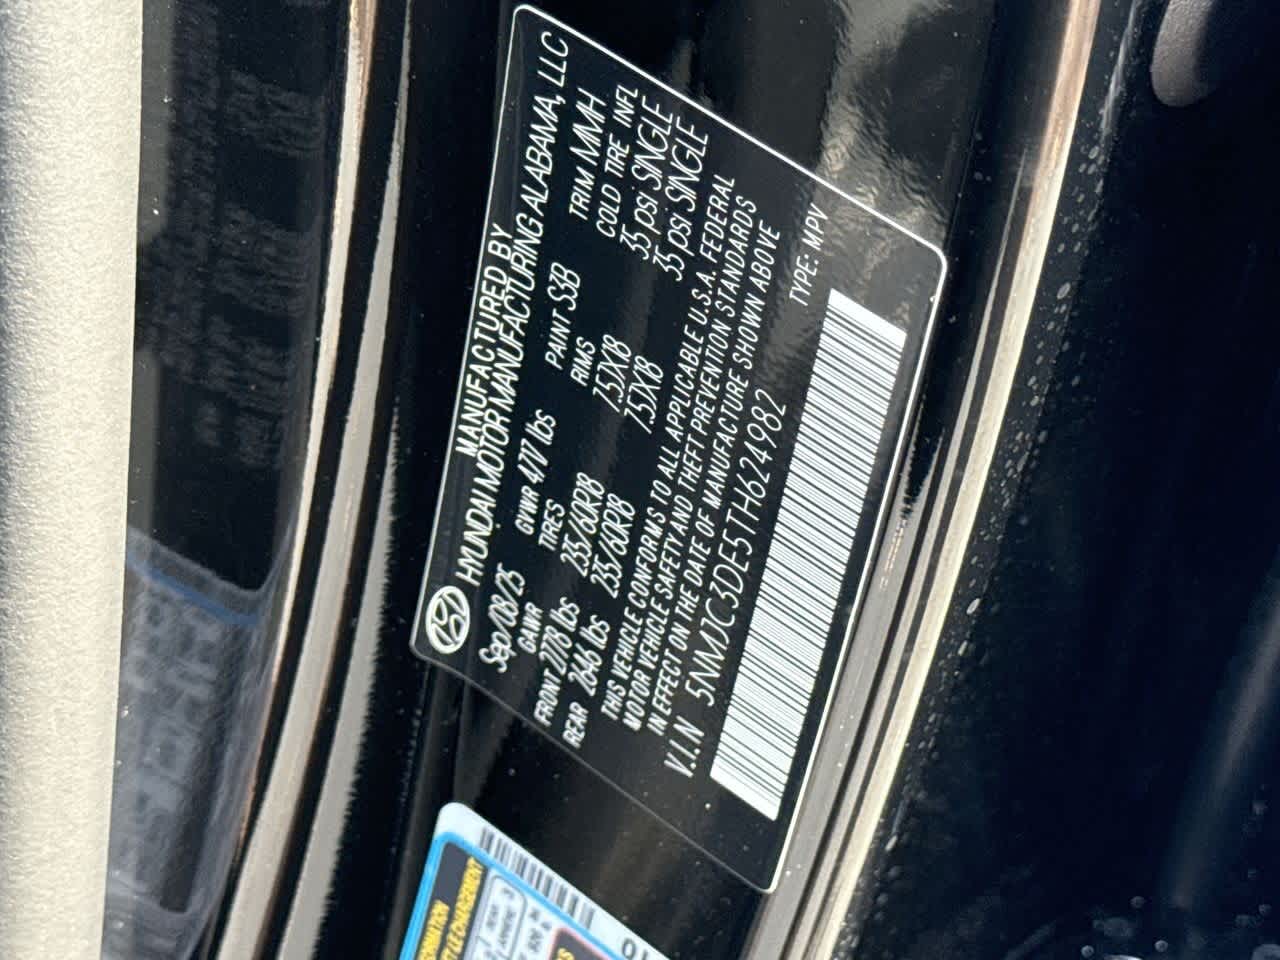 MANUFACTURED BY
HYUNDAI MOTOR MANUFACTURING ALABAMA, LLC
Sep/08/25 GVWR 4,717 lbs PAINT S3B TRIM MMH
GAWR TIRES RIMS COLD TIRE INFL
FRONT 2778 lbs 235/60R18 7.5JX18 35 psi SINGLE
REAR 2646 lbs 235/60R18 7.5JX18 35 psi SINGLE
THIS VEHICLE CONFORMS TO ALL APPLICABLE U.S.A. FEDERAL
MOTOR VEHICLE SAFETY AND THEFT PREVENTION STANDARDS
IN EFFECT ON THE DATE OF MANUFACTURE SHOWN ABOVE
V.I.N 5NMJC3DE5TH624982 TYPE: MPV